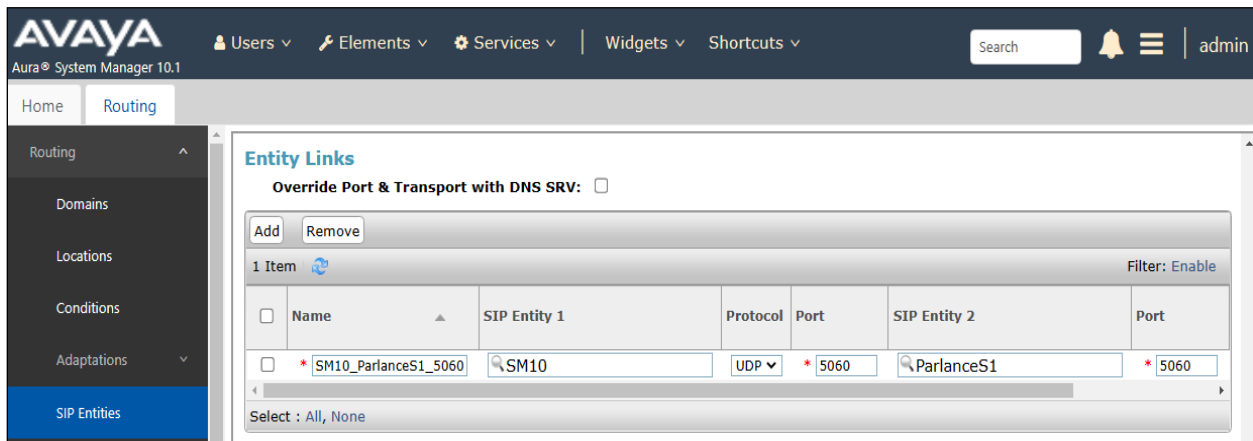 AVAYA
Aura® System Manager 10.1
Users Elements Services | Widgets Shortcuts Search | admin
Home Routing
Routing
Domains
Locations
Conditions
Adaptations
SIP Entities
Entity Links
Override Port & Transport with DNS SRV:
Add Remove
1 Item Filter: Enable
Name SIP Entity 1 Protocol Port SIP Entity 2 Port
* SM10_ParlanceS1_5060 SM10 UDP * 5060 ParlanceS1 * 5060
Select : All, None